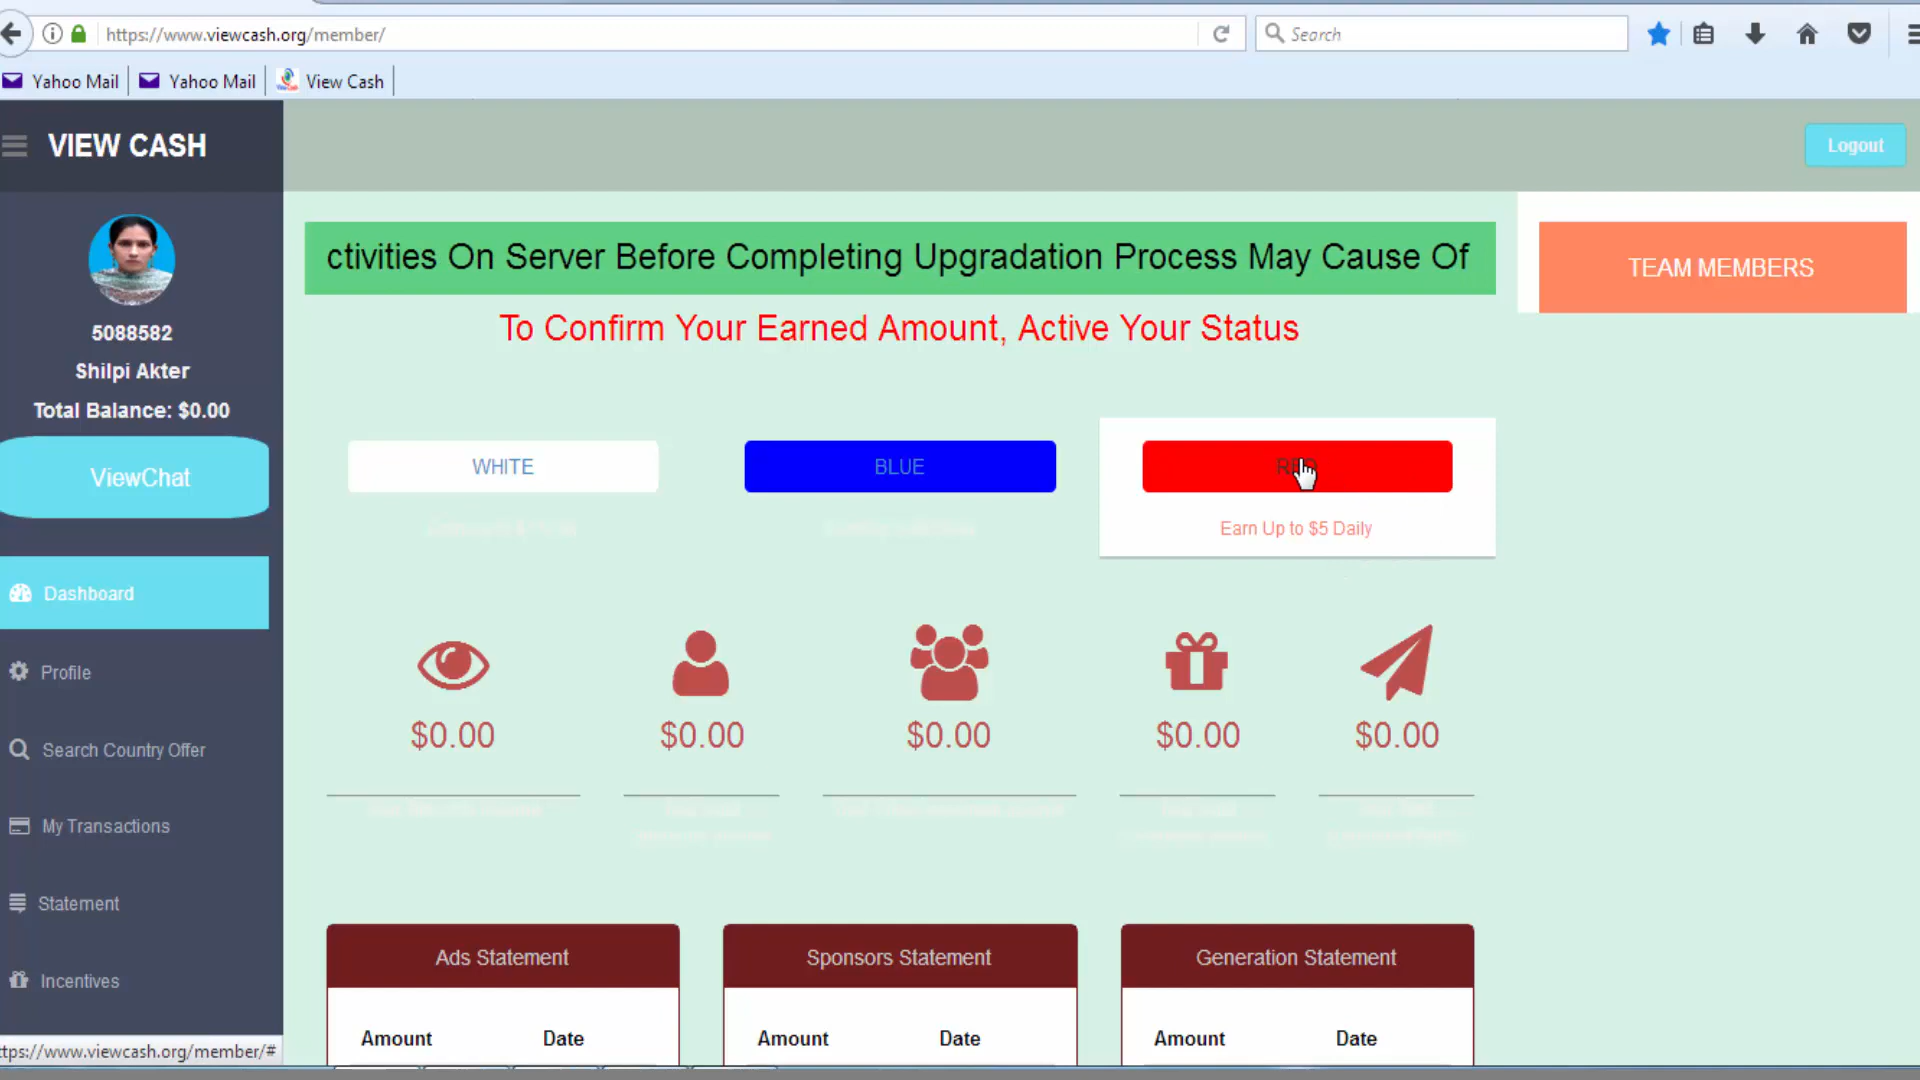 https://www.viewcash.org/member/
Search
Yahoo Mail
Yahoo Mail
View Cash
VIEW CASH
Logout
5088582
Shilpi Akter
Total Balance: $0.00
ViewChat
Dashboard
Profile
Search Country Offer
My Transactions
Statement
Incentives
ctivities On Server Before Completing Upgradation Process May Cause Of
To Confirm Your Earned Amount, Active Your Status
TEAM MEMBERS
WHITE
BLUE
RED
Earn Up to $5 Daily
$0.00
$0.00
$0.00
$0.00
$0.00
Ads Statement
Sponsors Statement
Generation Statement
Amount Date
Amount Date
Amount Date
ttps://www.viewcash.org/member/#